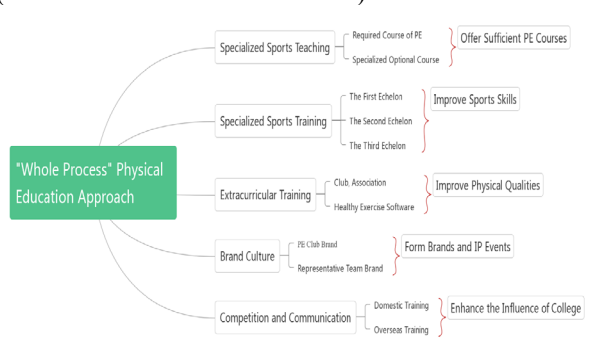 "Whole Process" Physical
Education Approach
Specialized Sports Teaching
Required Course of PE
Specialized Optional Course
Offer Sufficient PE Courses
Specialized Sports Training
The First Echelon
The Second Echelon
The Third Echelon
Improve Sports Skills
Extracurricular Training
Club, Association
Healthy Exercise Software
Improve Physical Qualities
Brand Culture
PE Club Brand
Representative Team Brand
Form Brands and IP Events
Competition and Communication
Domestic Training
Overseas Training
Enhance the Influence of College